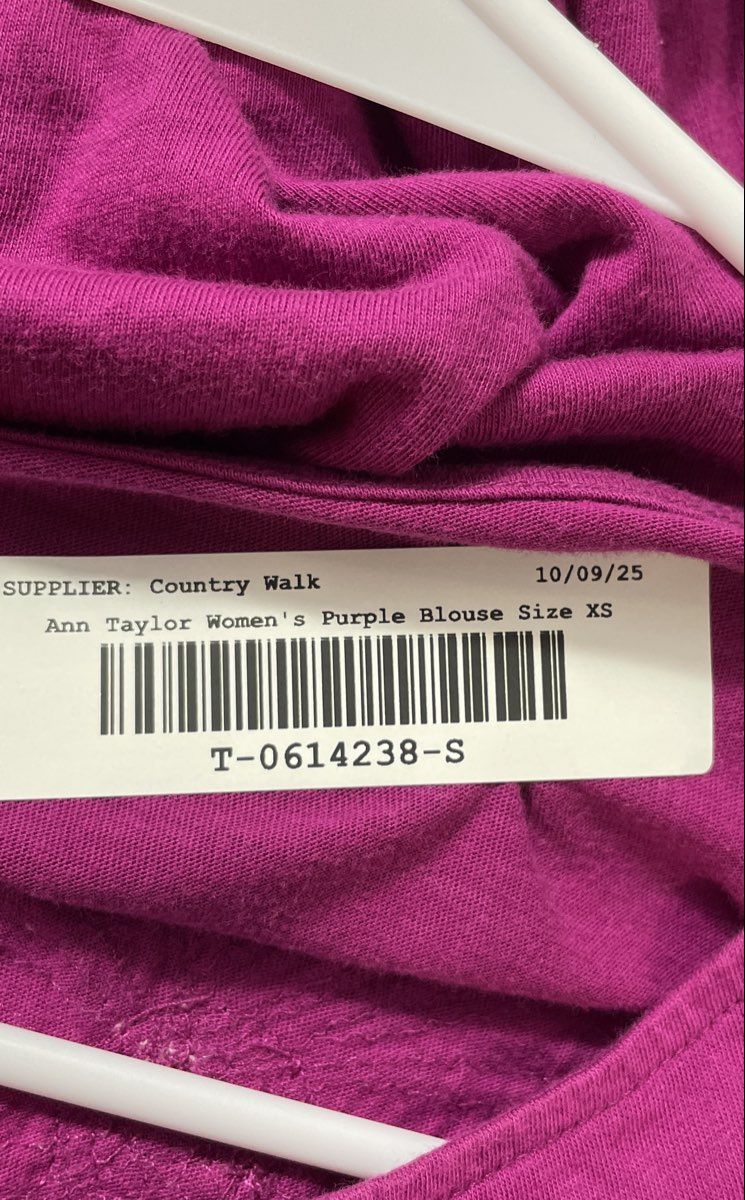 SUPPLIER: Country Walk 10/09/25
Ann Taylor Women's Purple Blouse Size XS
T-0614238-S